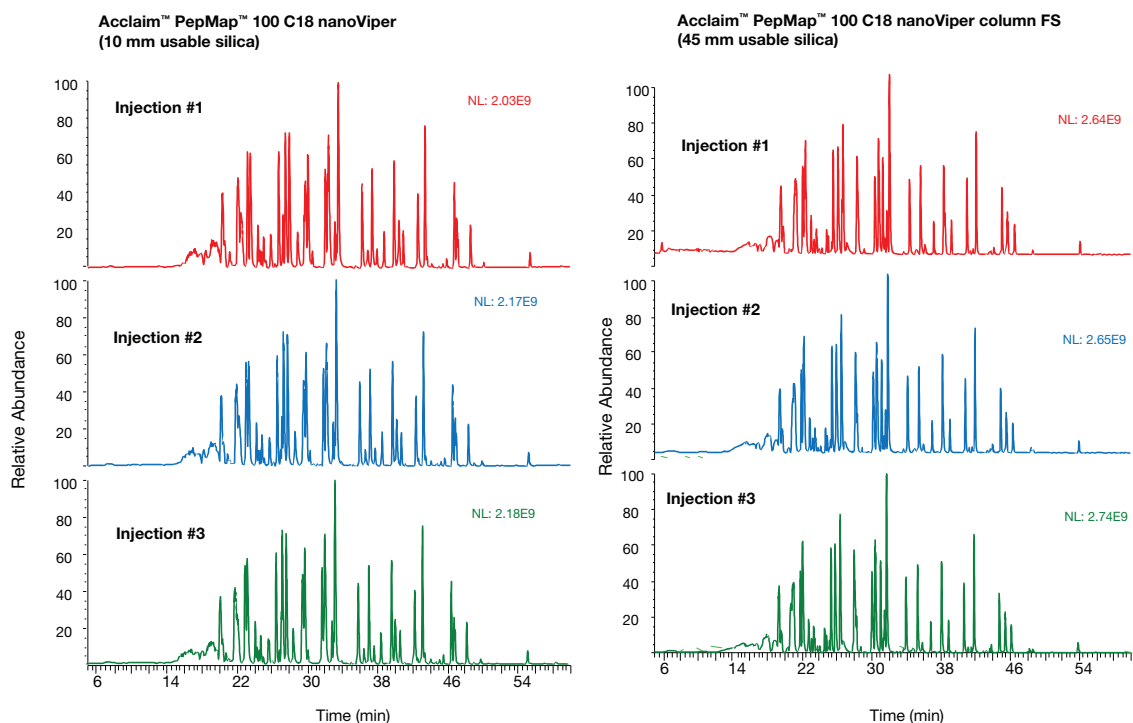 Acclaim™ PepMap™ 100 C18 nanoViper
(10 mm usable silica)
100
80
60
40
20
Injection #1
NL: 2.03E9
100
80
60
40
20
Injection #2
NL: 2.17E9
100
80
60
40
20
Injection #3
NL: 2.18E9
Relative Abundance
6 14 22 30 38 46 54
Time (min)
Acclaim™ PepMap™ 100 C18 nanoViper column FS
(45 mm usable silica)
100
80
60
40
20
Injection #1
NL: 2.64E9
100
80
60
40
20
Injection #2
NL: 2.65E9
100
80
60
40
20
Injection #3
NL: 2.74E9
Relative Abundance
6 14 22 30 38 46 54
Time (min)